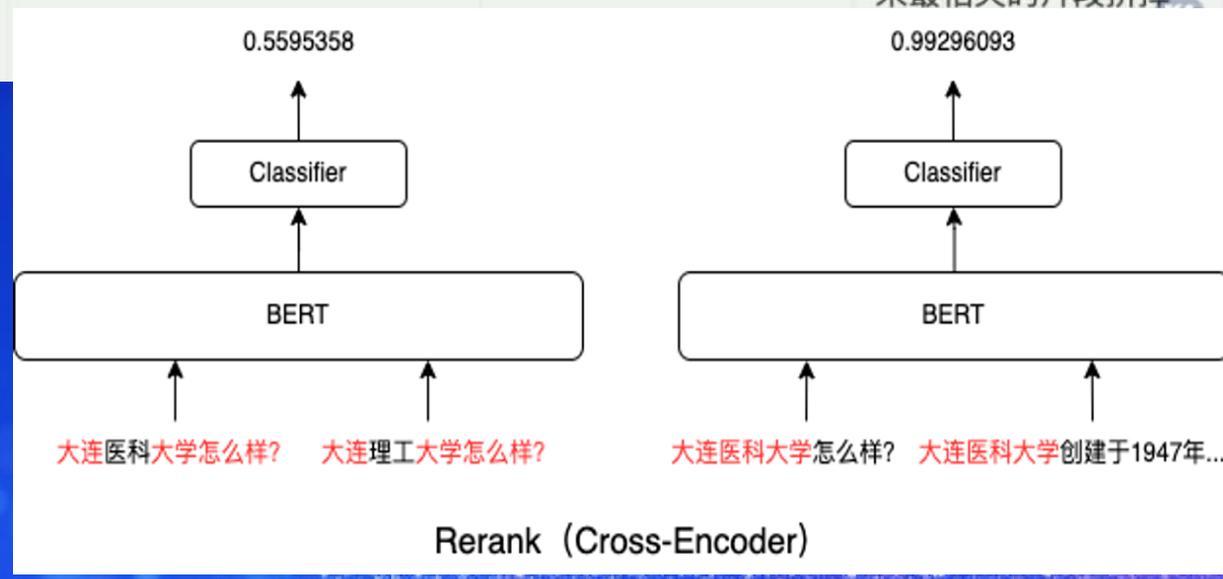 0.5595358
0.99296093
Classifier
Classifier
BERT
BERT
大连医科大学怎么样?
大连理工大学怎么样?
大连医科大学怎么样?
大连医科大学创建于1947年...
Rerank（Cross-Encoder）